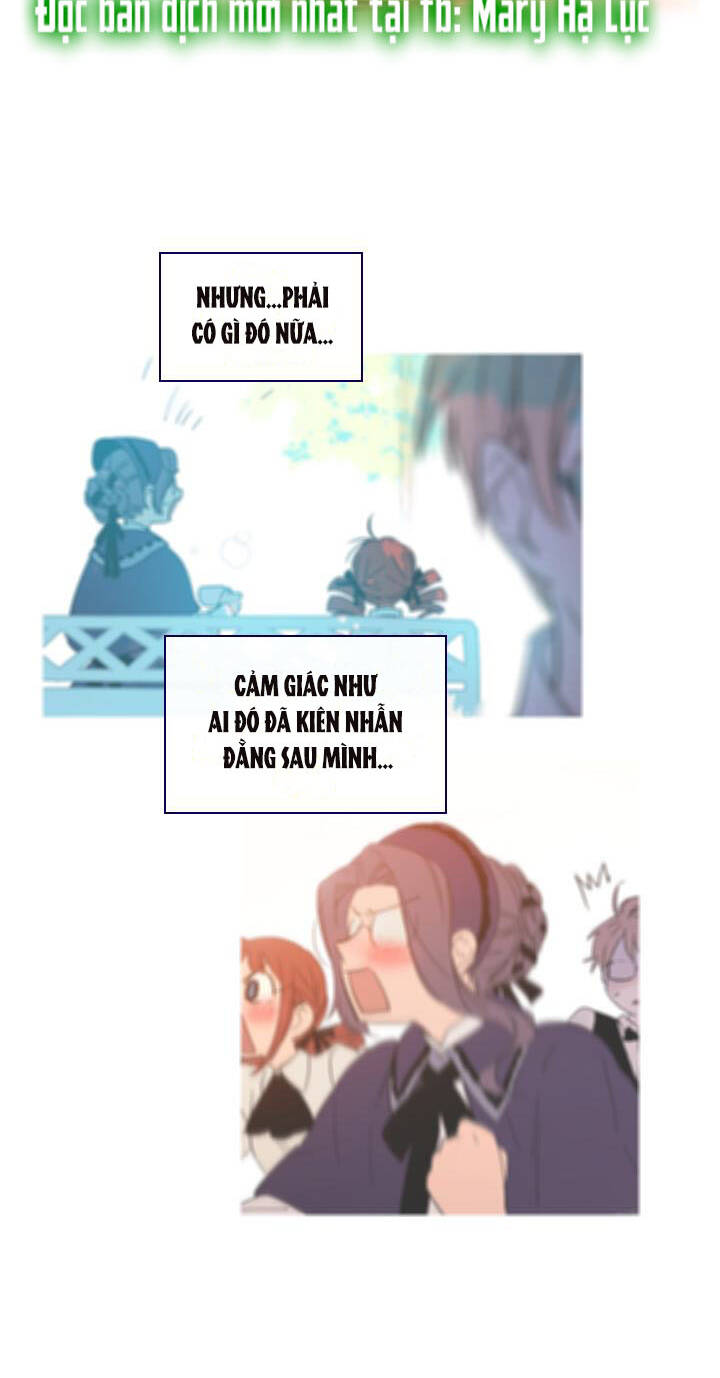 Đọc bản dịch mới nhất tại fb: Mary Hạ Lục
NHƯNG...PHẢI
CÓ GÌ ĐÓ NỮA...
CẢM GIÁC NHƯ
AI ĐÓ ĐÃ KIÊN NHẪN
ĐẰNG SAU MÌNH...